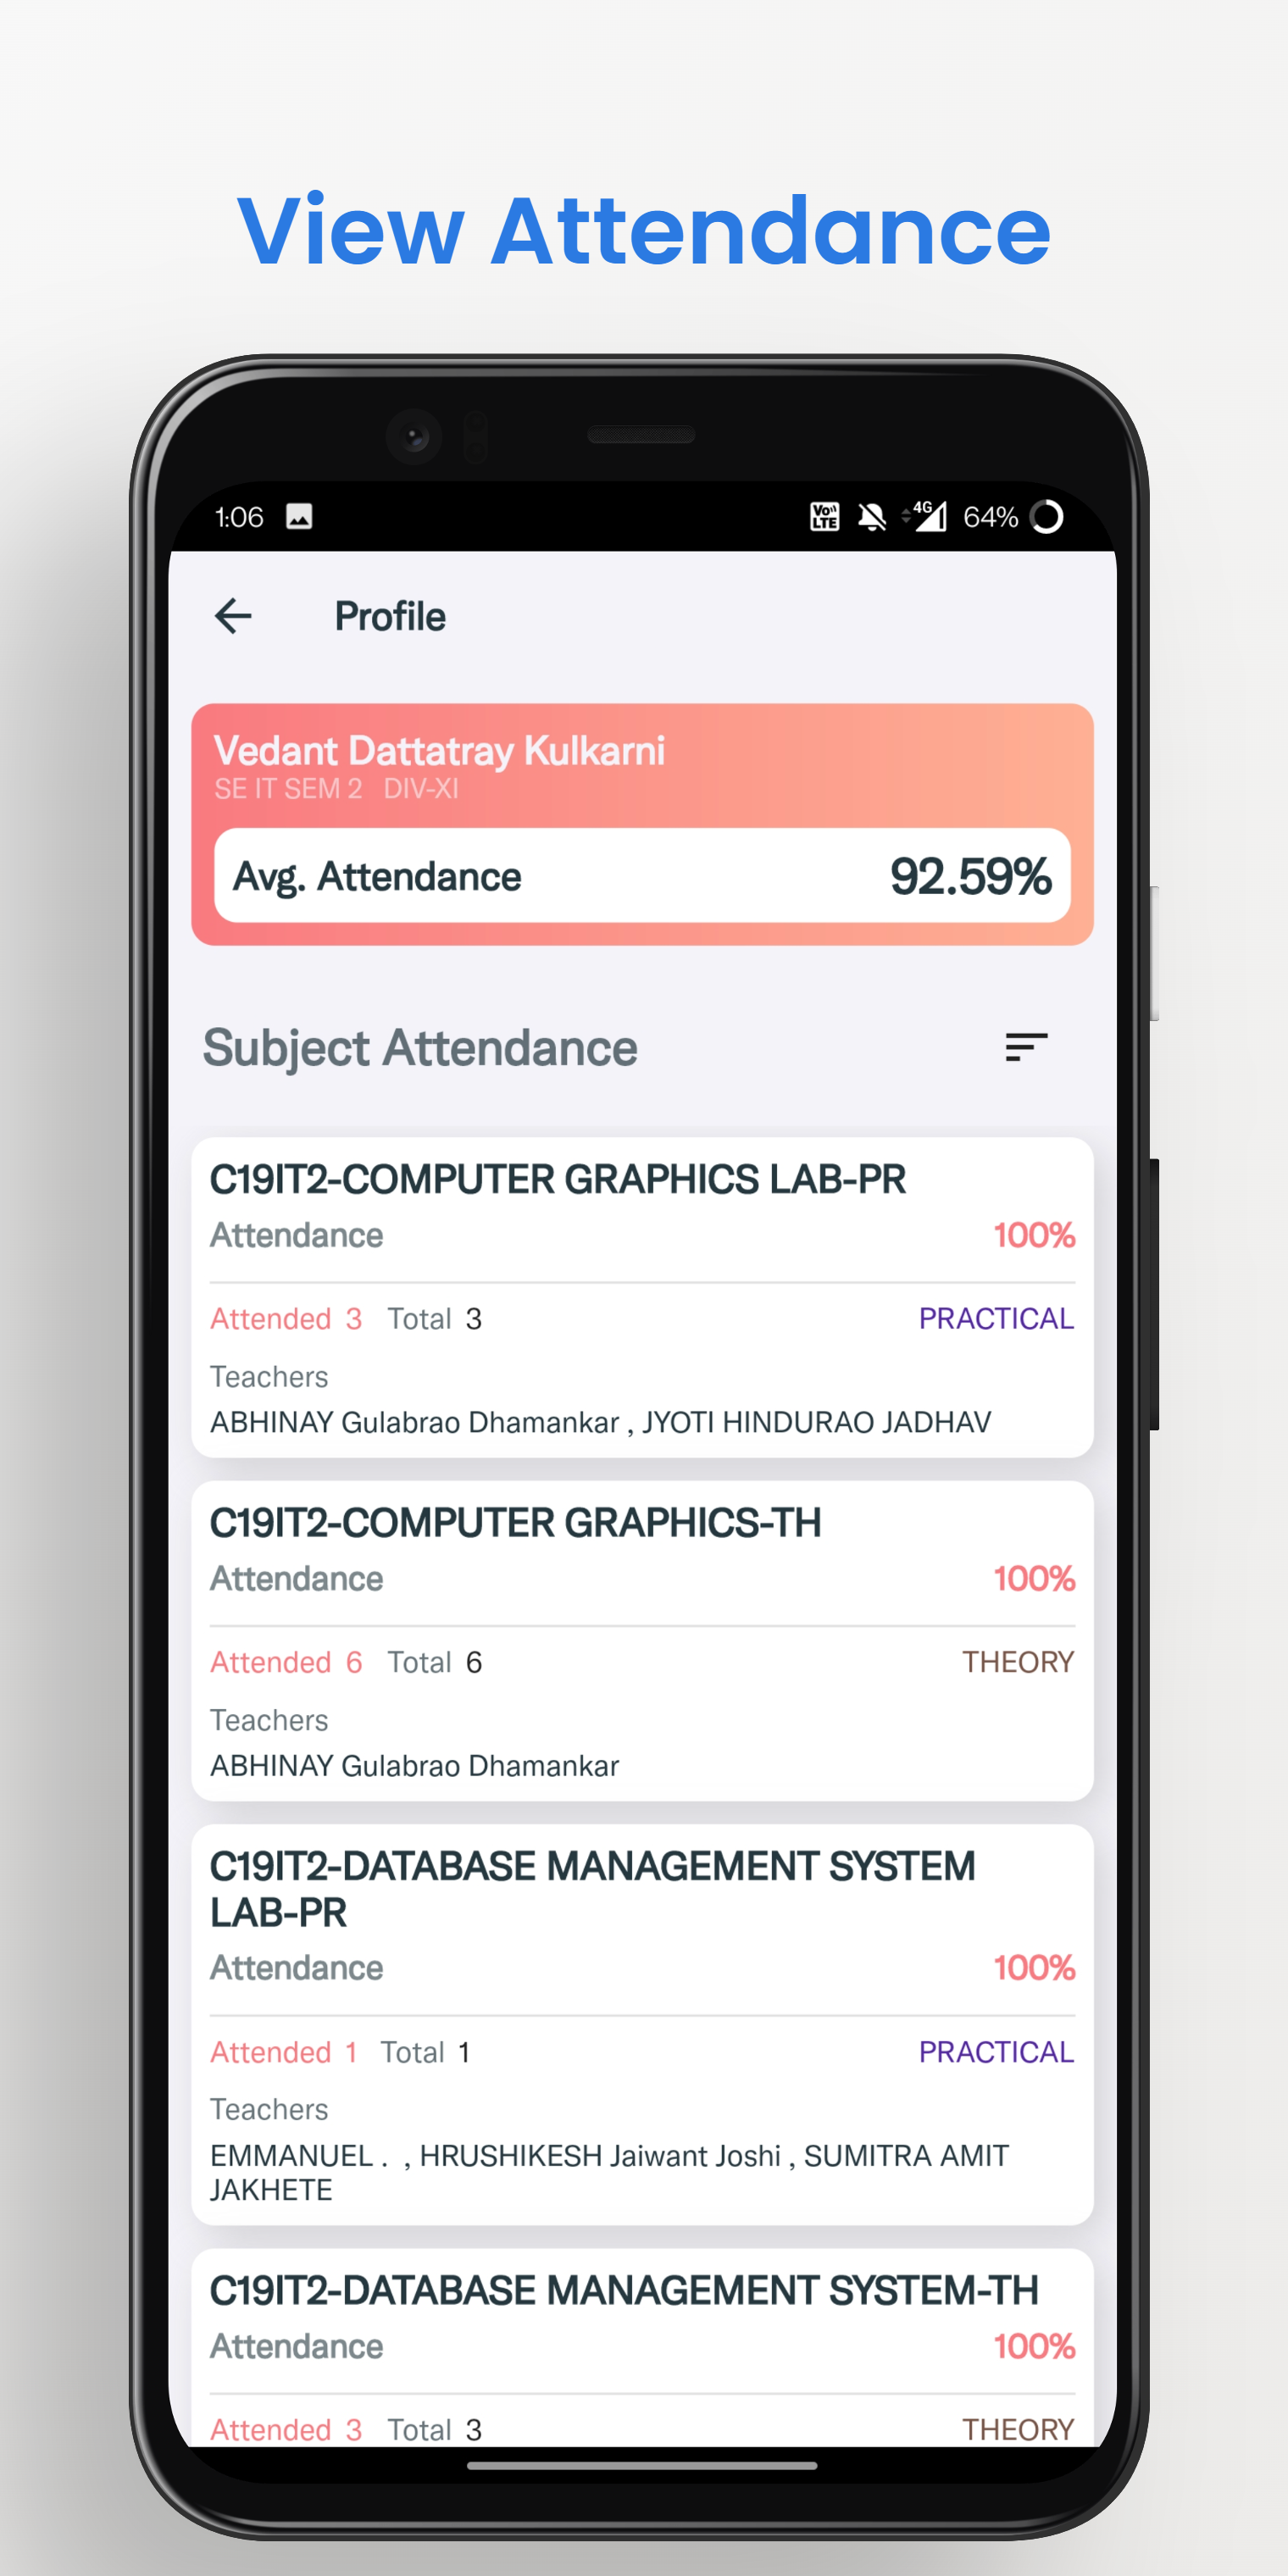 View Attendance
1:06 VoLTE 4G 64%
Profile
Vedant Dattatray Kulkarni
SE IT SEM 2 DIV-XI
Avg. Attendance 92.59%
Subject Attendance
C19IT2-COMPUTER GRAPHICS LAB-PR
Attendance 100%
Attended 3 Total 3 PRACTICAL
Teachers
ABHINAY Gulabrao Dhamankar , JYOTI HINDURAO JADHAV
C19IT2-COMPUTER GRAPHICS-TH
Attendance 100%
Attended 6 Total 6 THEORY
Teachers
ABHINAY Gulabrao Dhamankar
C19IT2-DATABASE MANAGEMENT SYSTEM
LAB-PR
Attendance 100%
Attended 1 Total 1 PRACTICAL
Teachers
EMMANUEL . , HRUSHIKESH Jaiwant Joshi , SUMITRA AMIT
JAKHETE
C19IT2-DATABASE MANAGEMENT SYSTEM-TH
Attendance 100%
Attended 3 Total 3 THEORY